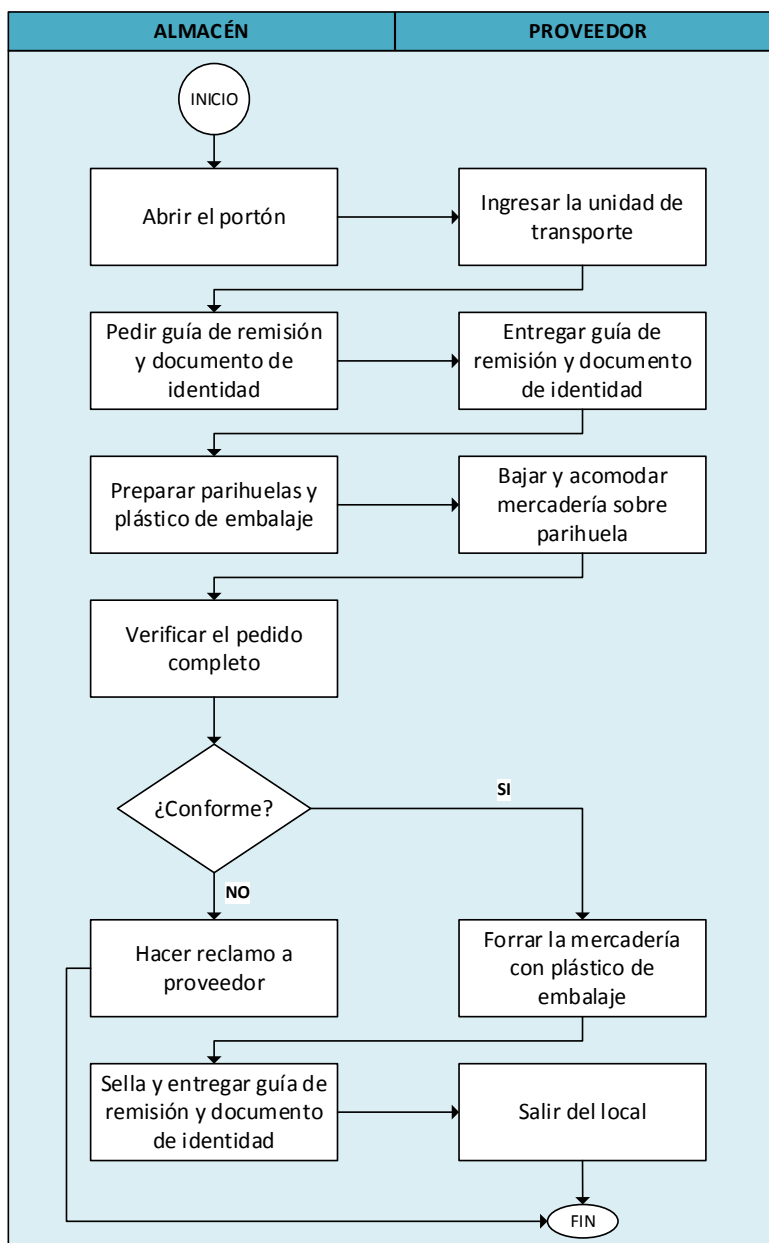 ALMACÉN
PROVEEDOR
INICIO
Abrir el portón
Ingresar la unidad de
transporte
Pedir guía de remisión
y documento de
identidad
Entregar guía de
remisión y documento
de identidad
Preparar parihuelas y
plástico de embalaje
Bajar y acomodar
mercadería sobre
parihuela
Verificar el pedido
completo
¿Conforme?
SI
NO
Hacer reclamo a
proveedor
Forrar la mercadería
con plástico de
embalaje
Sella y entregar guía de
remisión y documento
de identidad
Salir del local
FIN